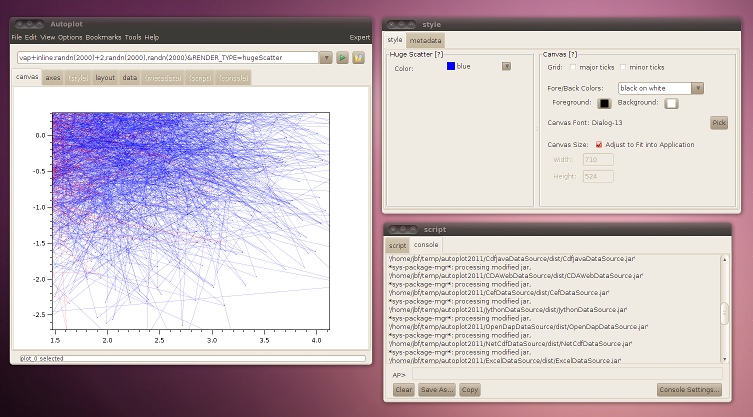 Autoplot
File Edit View Options Bookmarks Tools Help Expert
vap+inline:randn(2000)+2,randn(2000),randn(2000)&RENDER_TYPE=hugeScatter
canvas axes (style) layout data (metadata) (script) (console)
0.0
-0.5
-1.0
-1.5
-2.0
-2.5
1.5 2.0 2.5 3.0 3.5 4.0
plot_0 selected
style
style metadata
Huge Scatter [?]
Color: blue
Canvas [?]
Grid: major ticks minor ticks
Fore/Back Colors: black on white
Foreground: Background:
Canvas Font: Dialog-13 Pick
Canvas Size: Adjust to Fit into Application
Width: 710
Height: 524
script
script console
'/home/jbf/temp/autoplot2011/CdfJavaDataSource/dist/CdfJavaDataSource.jar'
*sys-package-mgr*: processing modified jar,
'/home/jbf/temp/autoplot2011/CDAWebDataSource/dist/CDAWebDataSource.jar'
*sys-package-mgr*: processing modified jar,
'/home/jbf/temp/autoplot2011/CefDataSource/dist/CefDataSource.jar'
*sys-package-mgr*: processing modified jar,
'/home/jbf/temp/autoplot2011/JythonDataSource/dist/JythonDataSource.jar'
*sys-package-mgr*: processing modified jar,
'/home/jbf/temp/autoplot2011/OpenDapDataSource/dist/OpenDapDataSource.jar'
*sys-package-mgr*: processing modified jar,
'/home/jbf/temp/autoplot2011/NetCdfDataSource/dist/NetCdfDataSource.jar'
*sys-package-mgr*: processing modified jar,
'/home/jbf/temp/autoplot2011/ExcelDataSource/dist/ExcelDataSource.jar'
AP>
Clear Save As... Copy Console Settings...